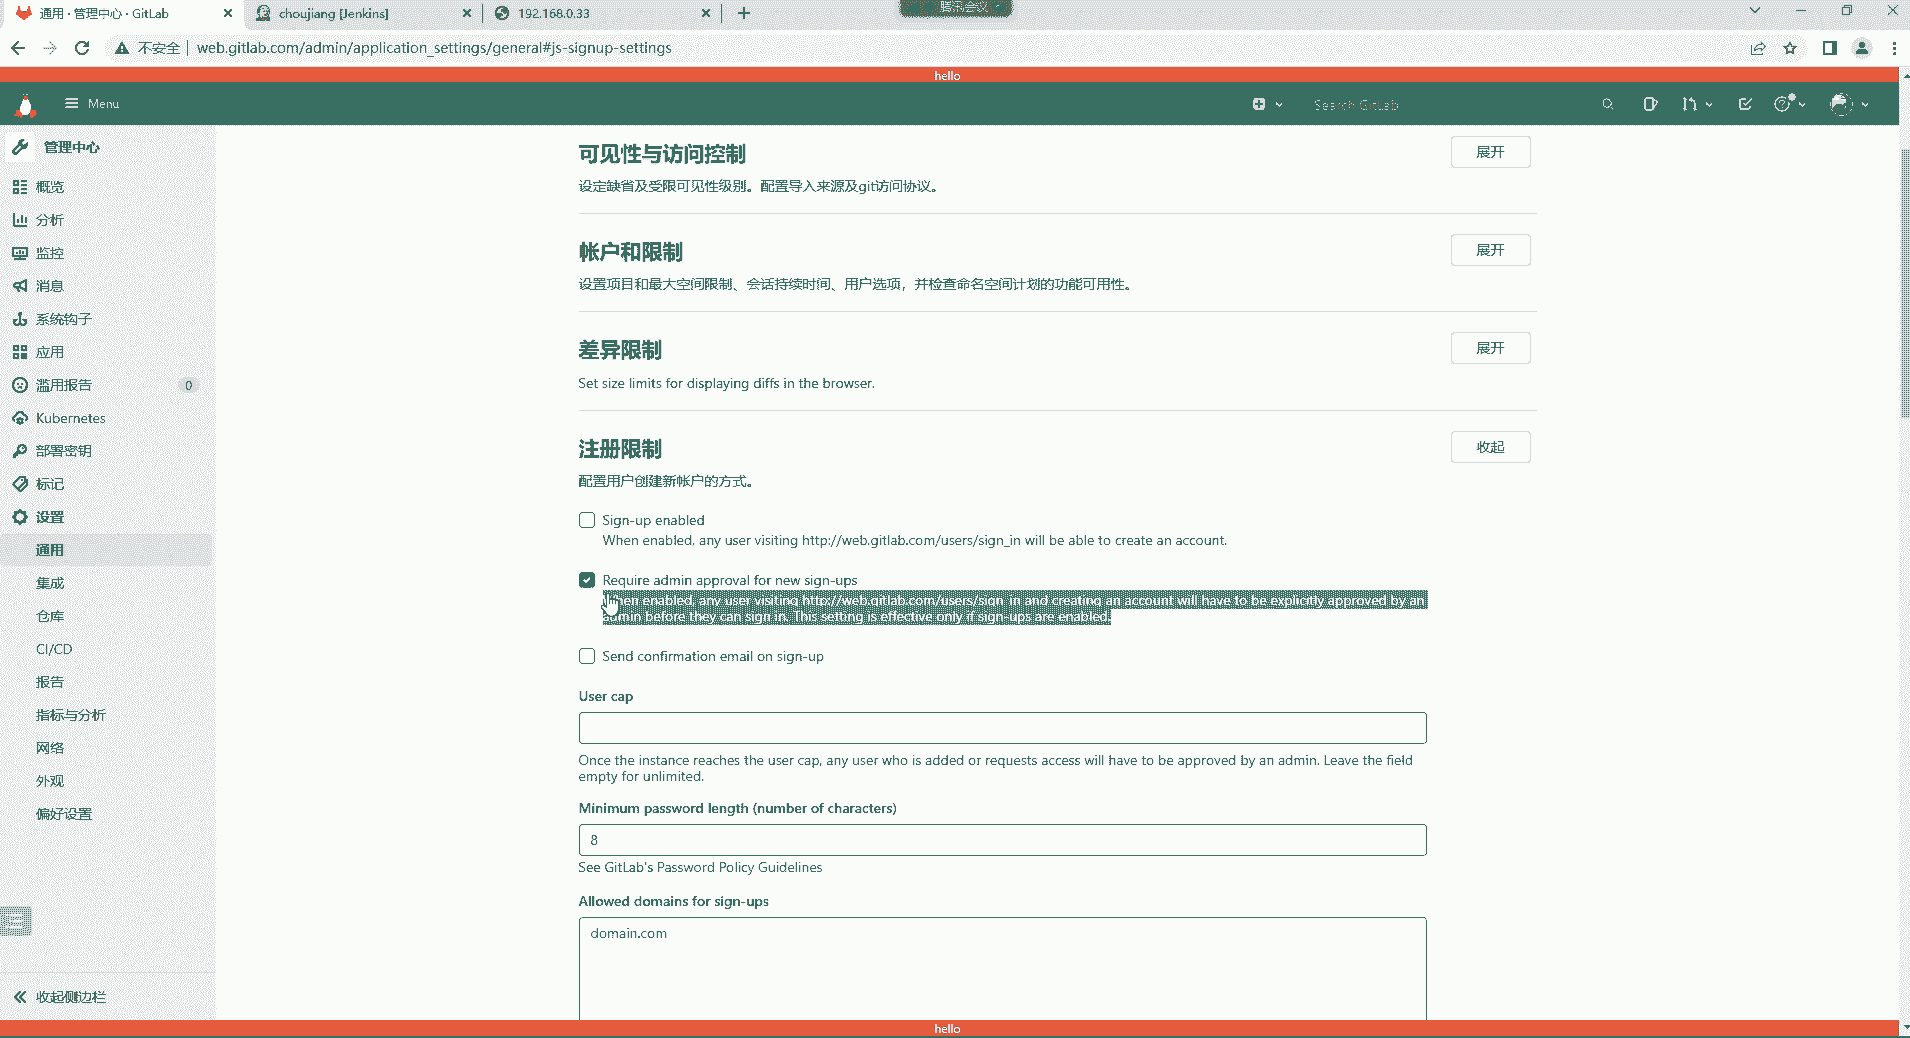 通用 · 管理中心 · GitLab
choujiang [Jenkins]
192.168.0.33
腾讯会议
不安全
web.gitlab.com/admin/application_settings/general#js-signup-settings
hello
Menu
Search GitLab
管理中心
概览
分析
监控
消息
系统钩子
应用
滥用报告 0
Kubernetes
部署密钥
标记
设置
通用
集成
仓库
CI/CD
报告
指标与分析
网络
外观
偏好设置
收起侧边栏
可见性与访问控制
展开
设定缺省及受限可见性级别。配置导入来源及git访问协议。
帐户和限制
展开
设置项目和最大空间限制、会话持续时间、用户选项，并检查命名空间计划的功能可用性。
差异限制
展开
Set size limits for displaying diffs in the browser.
注册限制
收起
配置用户创建新帐户的方式。
Sign-up enabled
When enabled, any user visiting http://web.gitlab.com/users/sign_in will be able to create an account.
Require admin approval for new sign-ups
When enabled, any user visiting http://web.gitlab.com/users/sign_in and creating an account will have to be explicitly approved by an
admin before they can sign in. This setting is effective only if sign-ups are enabled.
Send confirmation email on sign-up
User cap
Once the instance reaches the user cap, any user who is added or requests access will have to be approved by an admin. Leave the field
empty for unlimited.
Minimum password length (number of characters)
8
See GitLab's Password Policy Guidelines
Allowed domains for sign-ups
domain.com
hello